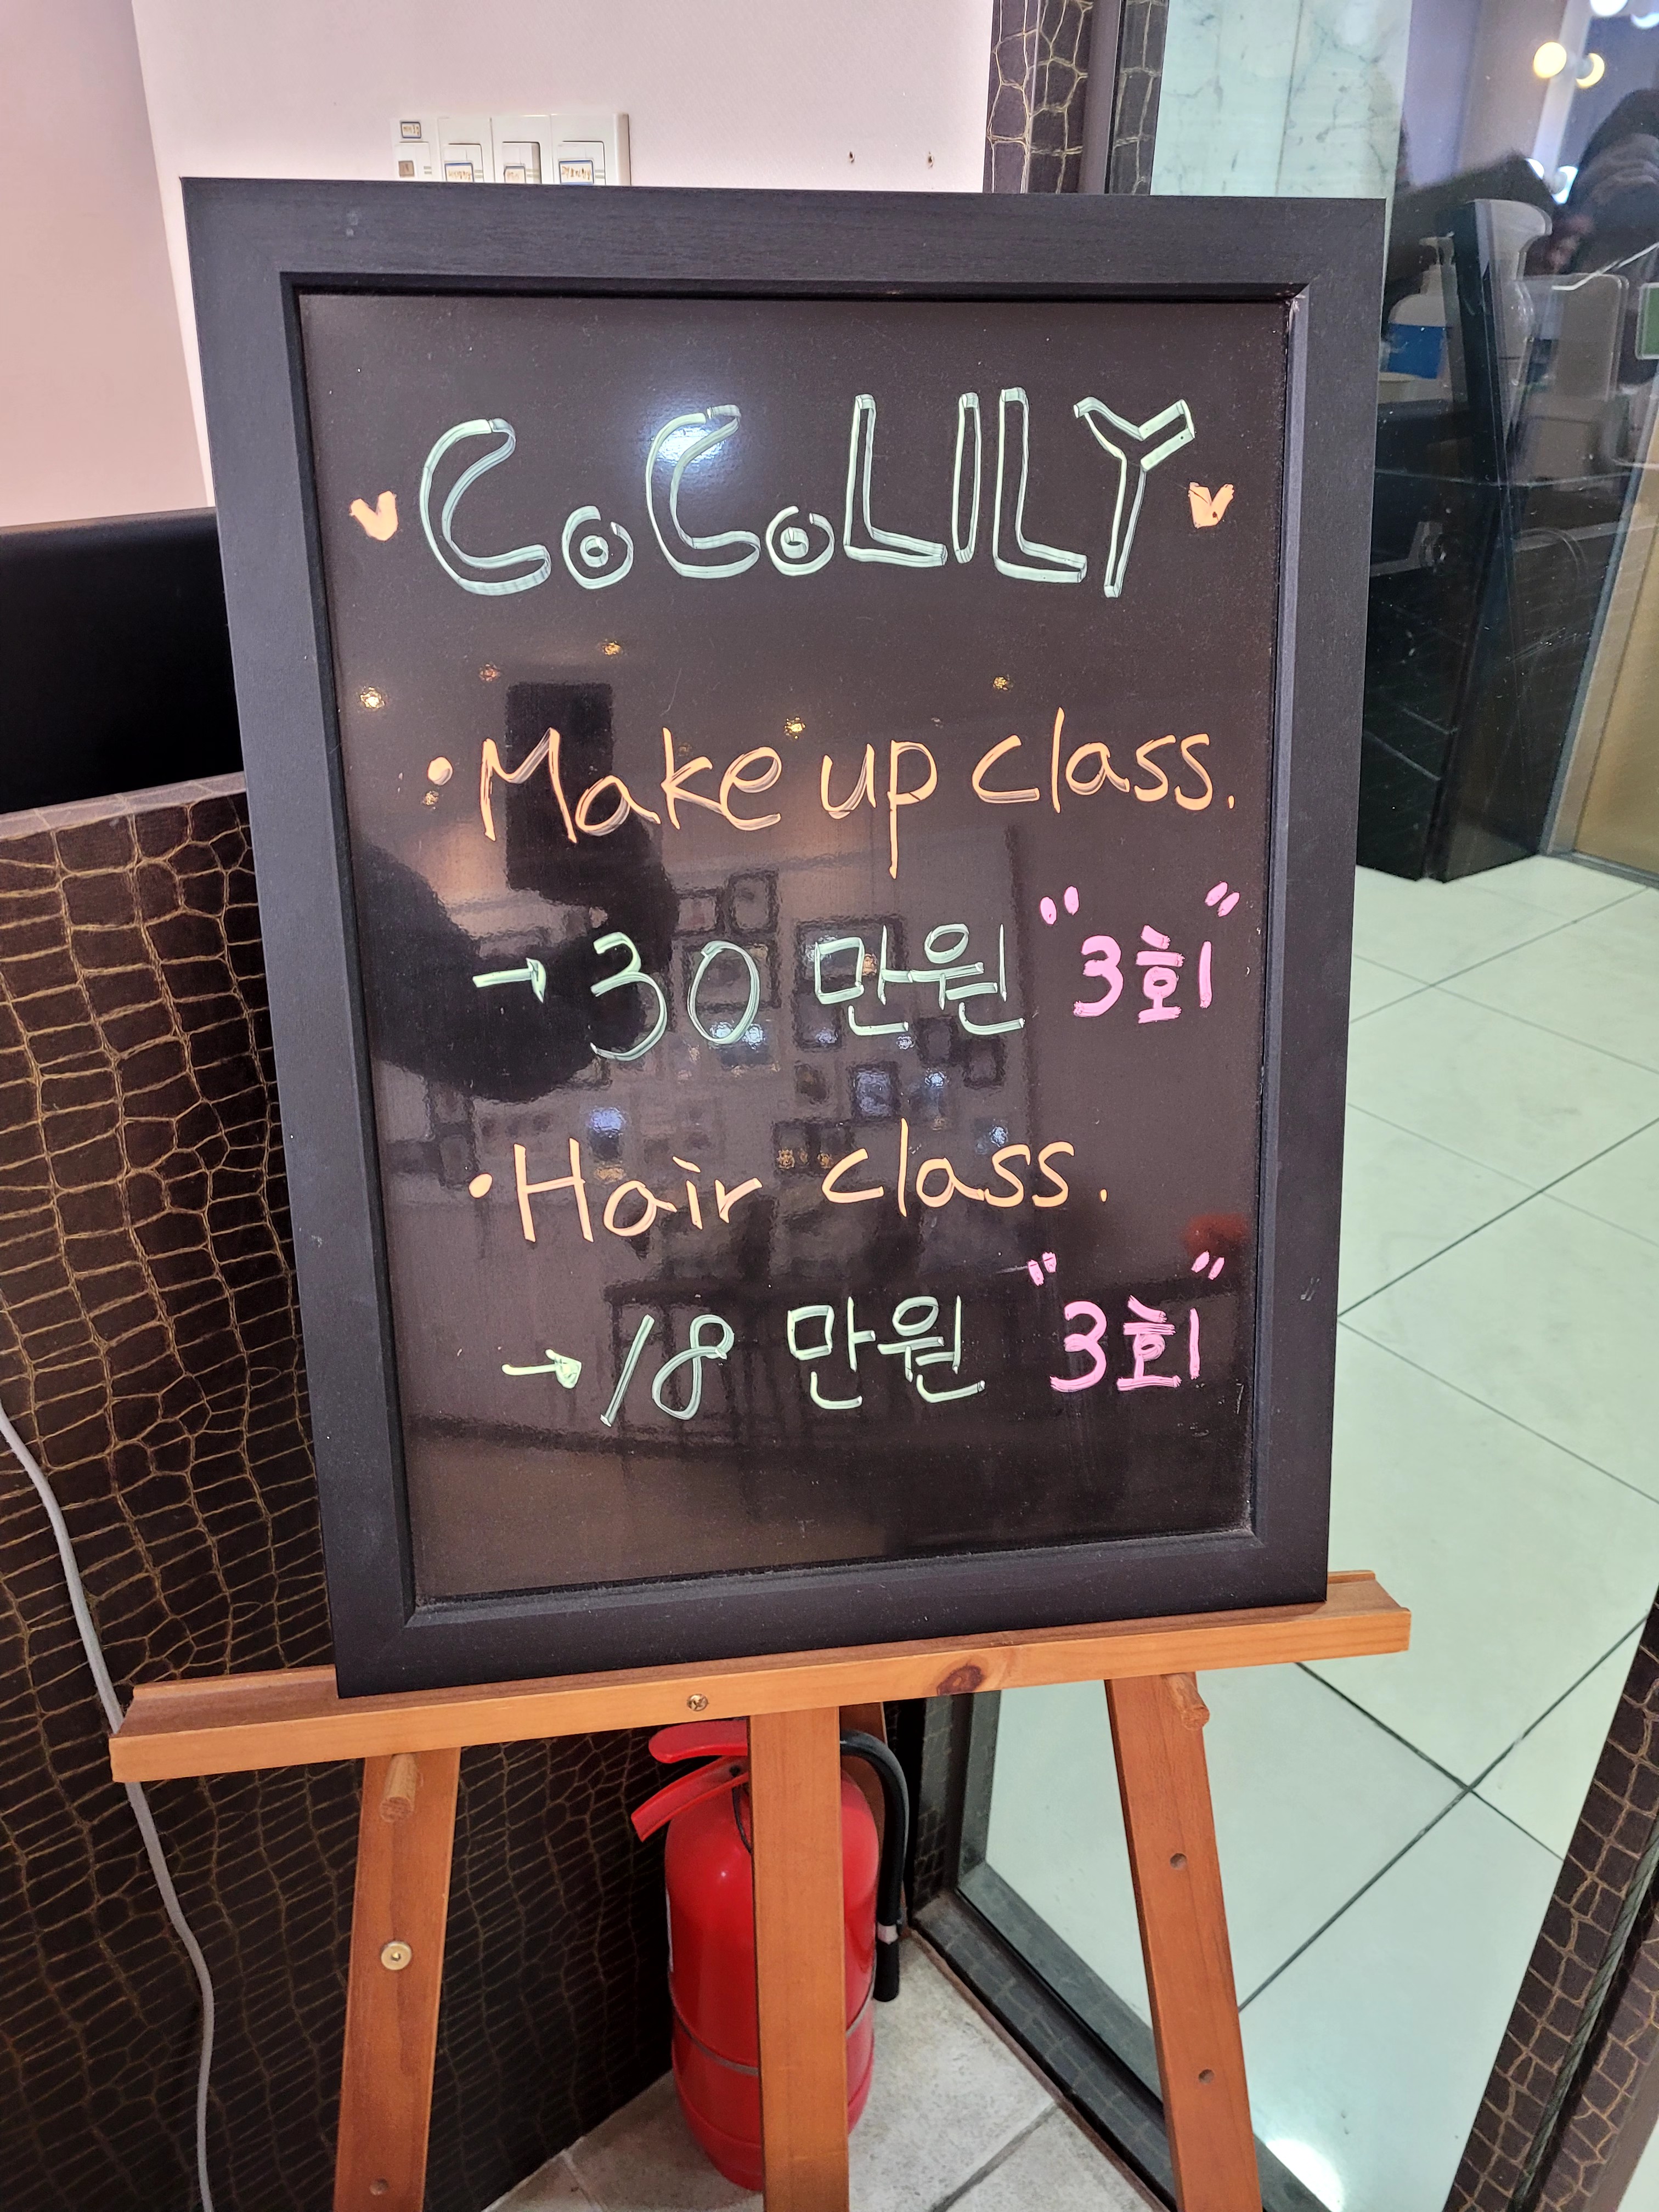 CoCoLILY
·Make up class.
→ 30 만원 "3회"
·Hair class.
→ 18 만원 "3회"